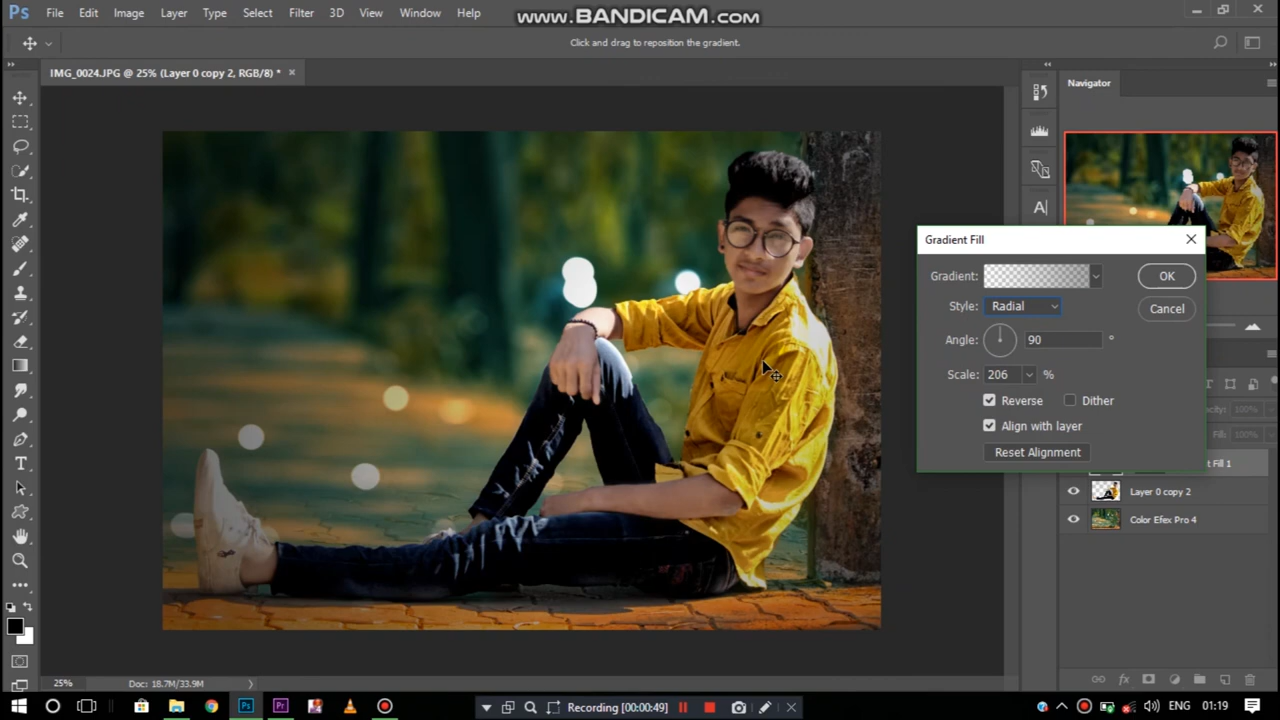 Ps File Edit Image Layer Type Select Filter 3D View Window Help
www.BANDICAM.com
Click and drag to reposition the gradient.
IMG_0024.JPG @ 25% (Layer 0 copy 2, RGB/8) *
Navigator
Gradient Fill
Gradient:
OK
Style: Radial
Cancel
Angle: 90 °
Scale: 206 %
Reverse Dither
Align with layer
Reset Alignment
100%
Fill: 100%
Fill 1
Layer 0 copy 2
Color Efex Pro 4
25% Doc: 18.7M/33.9M
Recording [00:00:49]
ENG 01:19